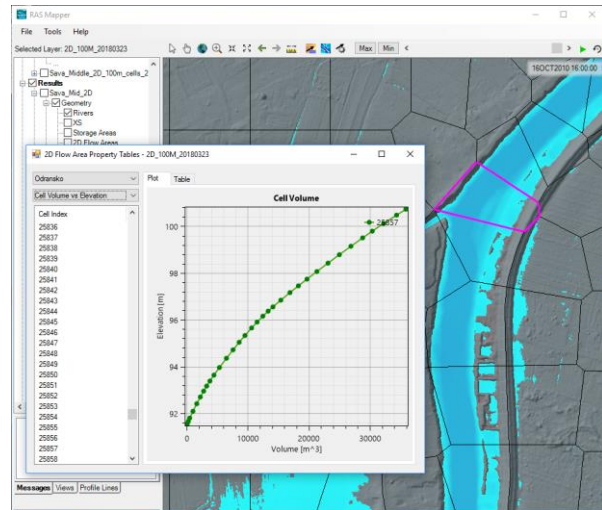 RAS Mapper
File Tools Help
Selected Layer: 2D_100M_20180323
Max Min
16OCT2010 16:00:00
Sava_Middle_2D_100m_cells_2
Results
Sava_Mid_2D
Geometry
Rivers
XS
Storage Areas
2D Flow Areas
2D Flow Area Property Tables - 2D_100M_20180323
Odransko
Cell Volume vs Elevation
Cell Index
25836
25837
25838
25839
25840
25841
25842
25843
25844
25845
25846
25847
25848
25849
25850
25851
25852
25853
25854
25855
25856
25857
25858
Plot Table
Cell Volume
25857
Elevation [m]
100
98
96
94
92
0 10000 20000 30000
Volume [m^3]
Messages Views Profile Lines